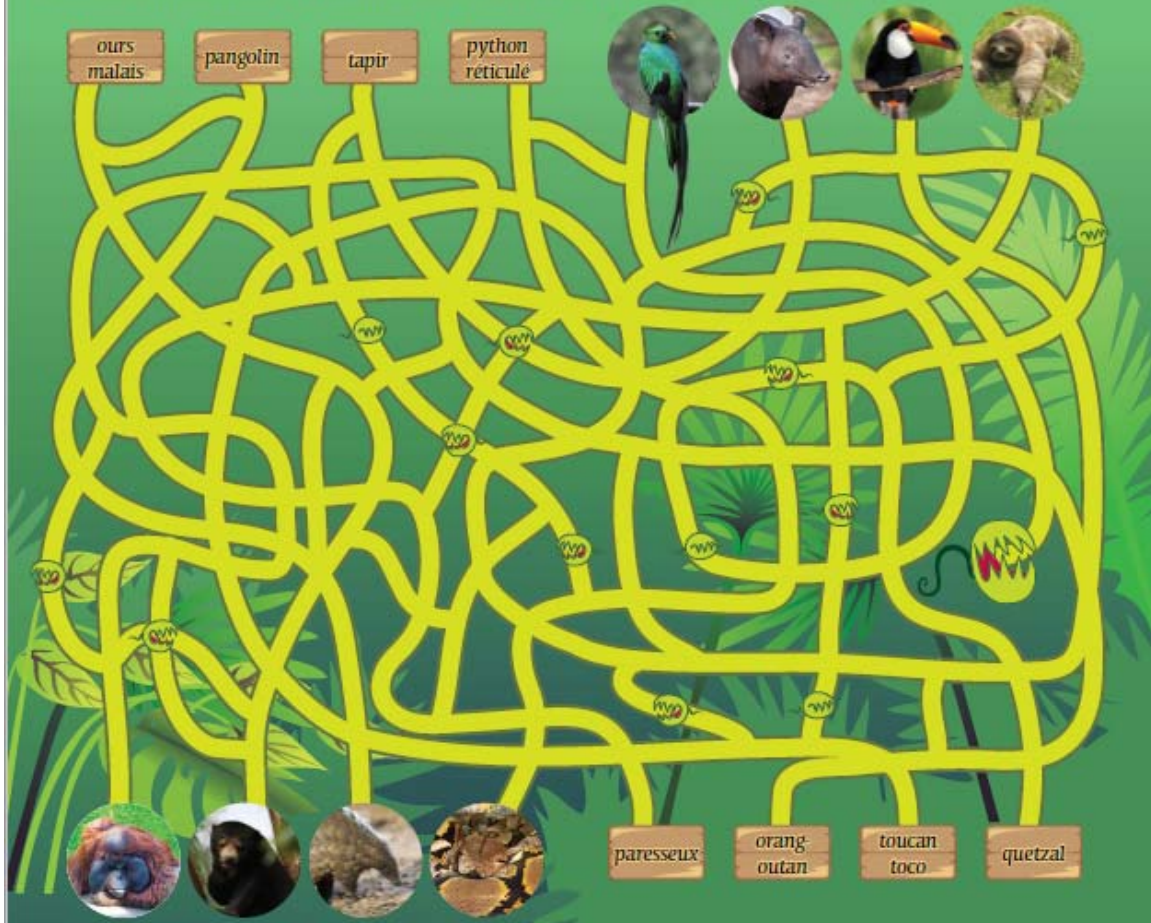 ours
malais
pangolin
tapir
python
réticulé
paresseux
orang-
outan
toucan
toco
quetzal